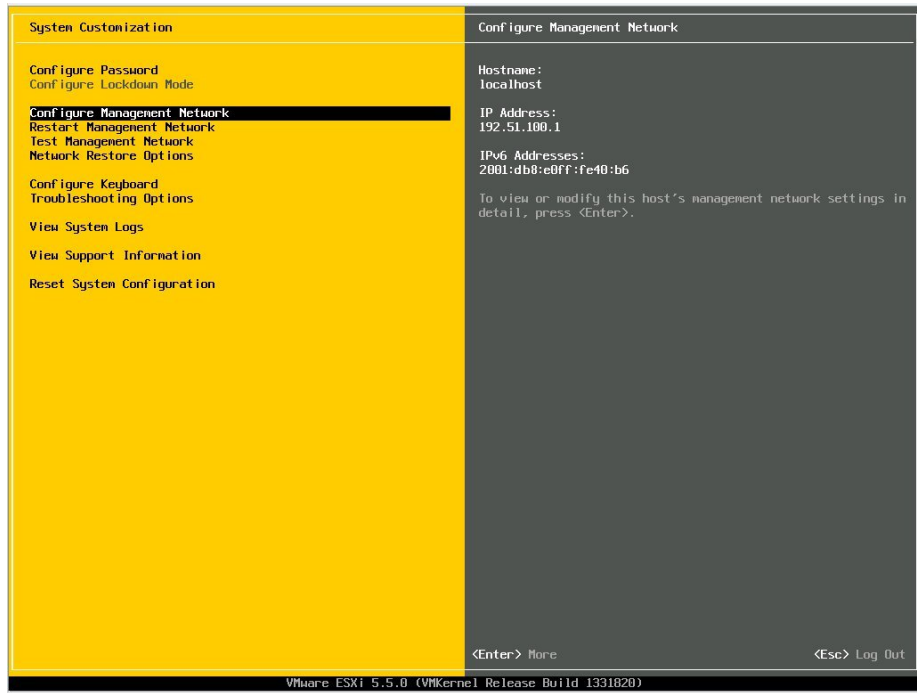 System Customization
Configure Password
Configure Lockdown Mode
Configure Management Network
Restart Management Network
Test Management Network
Network Restore Options
Configure Keyboard
Troubleshooting Options
View System Logs
View Support Information
Reset System Configuration
Configure Management Network
Hostname:
localhost
IP Address:
192.51.100.1
IPv6 Addresses:
2001:db8:e0ff:fe40:b6
To view or modify this host's management network settings in
detail, press <Enter>.
<Enter> More
<Esc> Log Out
VMware ESXi 5.5.0 (VMKernel Release Build 1331820)